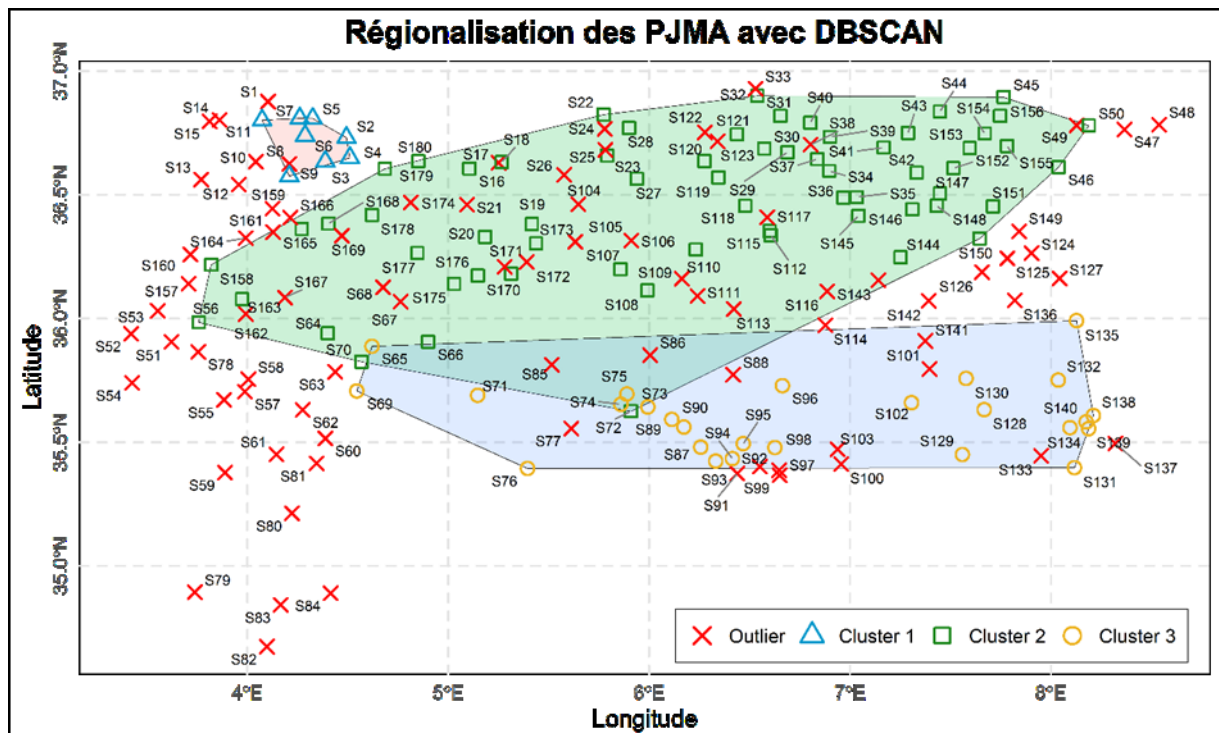 Régionalisation des PJMA avec DBSCAN
37.0°N
36.5°N
36.0°N
35.5°N
35.0°N
Latitude
S1
S14
S15
S11
S7
S5
S2
S6
S4
S3
S8
S9
S10
S13
S12
S159
S166
S161
S164
S165
S168
S169
S160
S158
S157
S167
S163
S162
S53
S52
S51
S56
S54
S78
S58
S55
S57
S63
S62
S61
S60
S59
S81
S80
S79
S83
S84
S82
S22
S24
S25
S23
S28
S27
S26
S18
S17
S16
S180
S179
S174
S21
S178
S177
S176
S175
S68
S67
S64
S70
S65
S66
S69
S20
S19
S173
S171
S170
S172
S104
S105
S106
S107
S108
S109
S110
S111
S113
S33
S32
S31
S40
S38
S39
S30
S122
S121
S123
S120
S119
S118
S29
S37
S41
S34
S36
S35
S117
S115
S112
S116
S145
S146
S143
S144
S142
S114
S43
S44
S45
S154
S156
S153
S152
S155
S42
S147
S148
S151
S46
S50
S49
S47
S48
S149
S150
S124
S125
S126
S127
S136
S135
S141
S101
S132
S130
S102
S128
S129
S140
S138
S134
S139
S133
S137
S131
S71
S76
S77
S74
S75
S72
S73
S85
S86
S88
S89
S90
S87
S94
S95
S96
S92
S93
S98
S97
S91
S99
S103
S100
Outlier
Cluster 1
Cluster 2
Cluster 3
4°E
5°E
6°E
7°E
8°E
Longitude